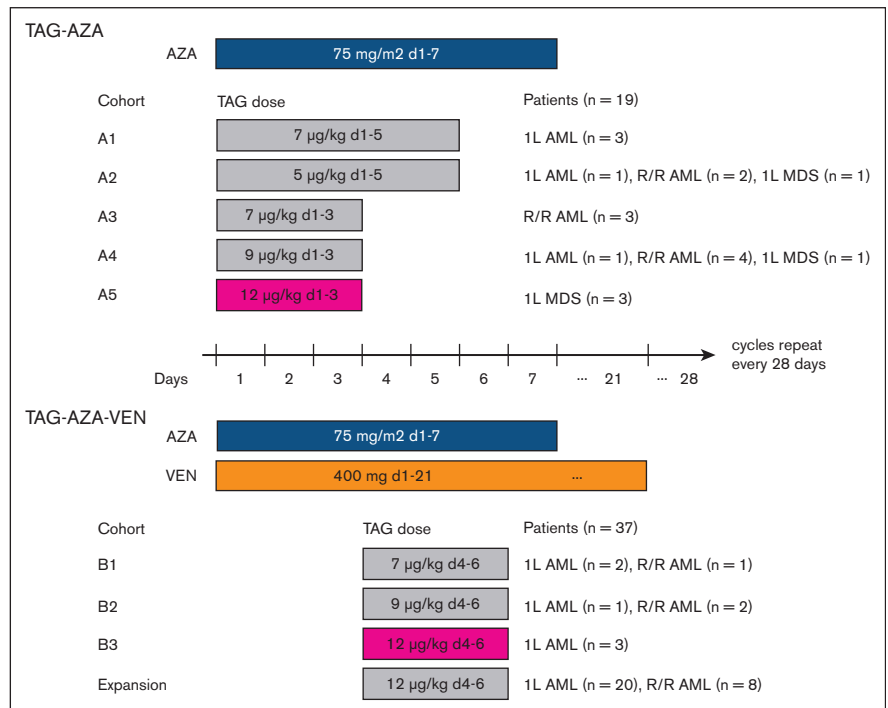 TAG-AZA
AZA 75 mg/m2 d1-7
Cohort TAG dose Patients (n = 19)
A1 7 µg/kg d1-5 1L AML (n = 3)
A2 5 µg/kg d1-5 1L AML (n = 1), R/R AML (n = 2), 1L MDS (n = 1)
A3 7 µg/kg d1-3 R/R AML (n = 3)
A4 9 µg/kg d1-3 1L AML (n = 1), R/R AML (n = 4), 1L MDS (n = 1)
A5 12 µg/kg d1-3 1L MDS (n = 3)
cycles repeat
every 28 days
Days 1 2 3 4 5 6 7 ... 21 ... 28
TAG-AZA-VEN
AZA 75 mg/m2 d1-7
VEN 400 mg d1-21 ...
Cohort TAG dose Patients (n = 37)
B1 7 µg/kg d4-6 1L AML (n = 2), R/R AML (n = 1)
B2 9 µg/kg d4-6 1L AML (n = 1), R/R AML (n = 2)
B3 12 µg/kg d4-6 1L AML (n = 3)
Expansion 12 µg/kg d4-6 1L AML (n = 20), R/R AML (n = 8)